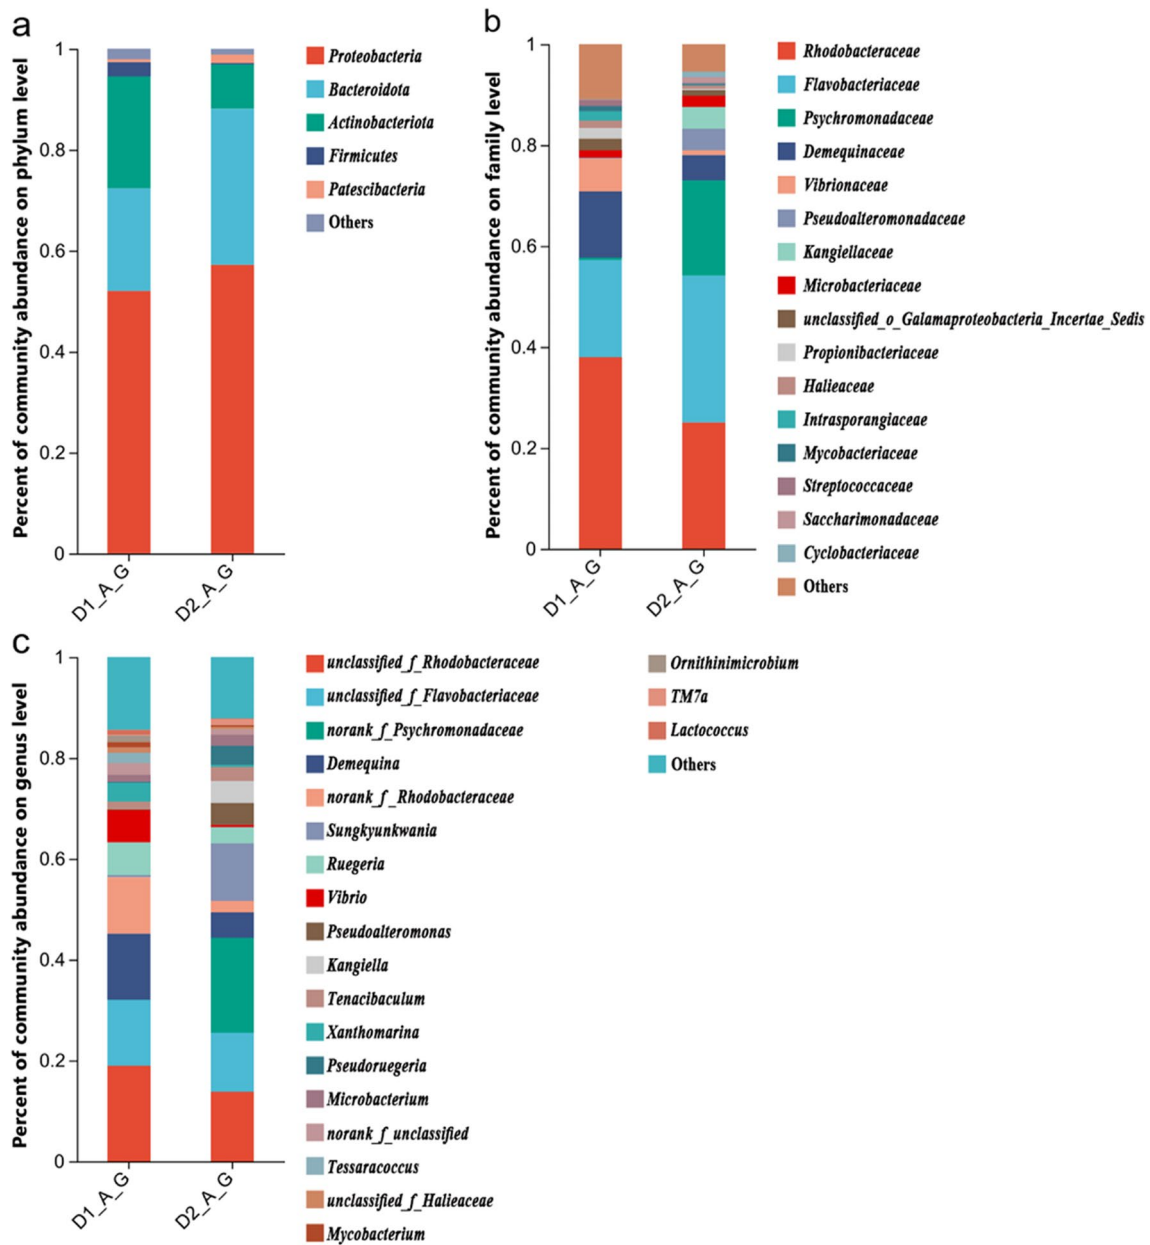 a
Percent of community abundance on phylum level
1
0.8
0.6
0.4
0.2
0
D1_A_G
D2_A_G
Proteobacteria
Bacteroidota
Actinobacteriota
Firmicutes
Patescibacteria
Others
b
Percent of community abundance on family level
1
0.8
0.6
0.4
0.2
0
D1_A_G
D2_A_G
Rhodobacteraceae
Flavobacteriaceae
Psychromonadaceae
Demequinaceae
Vibrionaceae
Pseudoalteromonadaceae
Kangiellaceae
Microbacteriaceae
unclassified_o_Galamaproteobacteria_Incertae_Sedis
Propionibacteriaceae
Halieaceae
Intrasporangiaceae
Mycobacteriaceae
Streptococcaceae
Saccharimonadaceae
Cyclobacteriaceae
Others
c
Percent of community abundance on genus level
1
0.8
0.6
0.4
0.2
0
D1_A_G
D2_A_G
unclassified_f_Rhodobacteraceae
unclassified_f_Flavobacteriaceae
norank_f_Psychromonadaceae
Demequina
norank_f_Rhodobacteraceae
Sungkyunkwania
Ruegeria
Vibrio
Pseudoalteromonas
Kangiella
Tenacibaculum
Xanthomarina
Pseudoruegeria
Microbacterium
norank_f_unclassified
Tessaracoccus
unclassified_f_Halieaceae
Mycobacterium
Ornithinimicrobium
TM7a
Lactococcus
Others